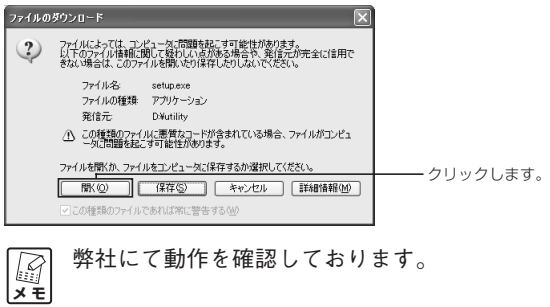 ファイルのダウンロード
ファイルによっては、コンピュータに問題を起こす可能性があります。
以下のファイル情報に関して疑わしい点がある場合や、発信元が完全に信用で
きない場合は、このファイルを開いたり保存したりしないでください。
ファイル名: setup.exe
ファイルの種類: アプリケーション
発信元: D:¥utility
この種類のファイルに悪質なコードが含まれている場合、ファイルがコンピュ
ータに問題を起こす可能性があります。
ファイルを開くか、ファイルをコンピュータに保存するか選択してください。
開く(O) 保存(S) キャンセル 詳細情報(M)
クリックします。
この種類のファイルであれば常に警告する(W)
メモ
弊社にて動作を確認しております。